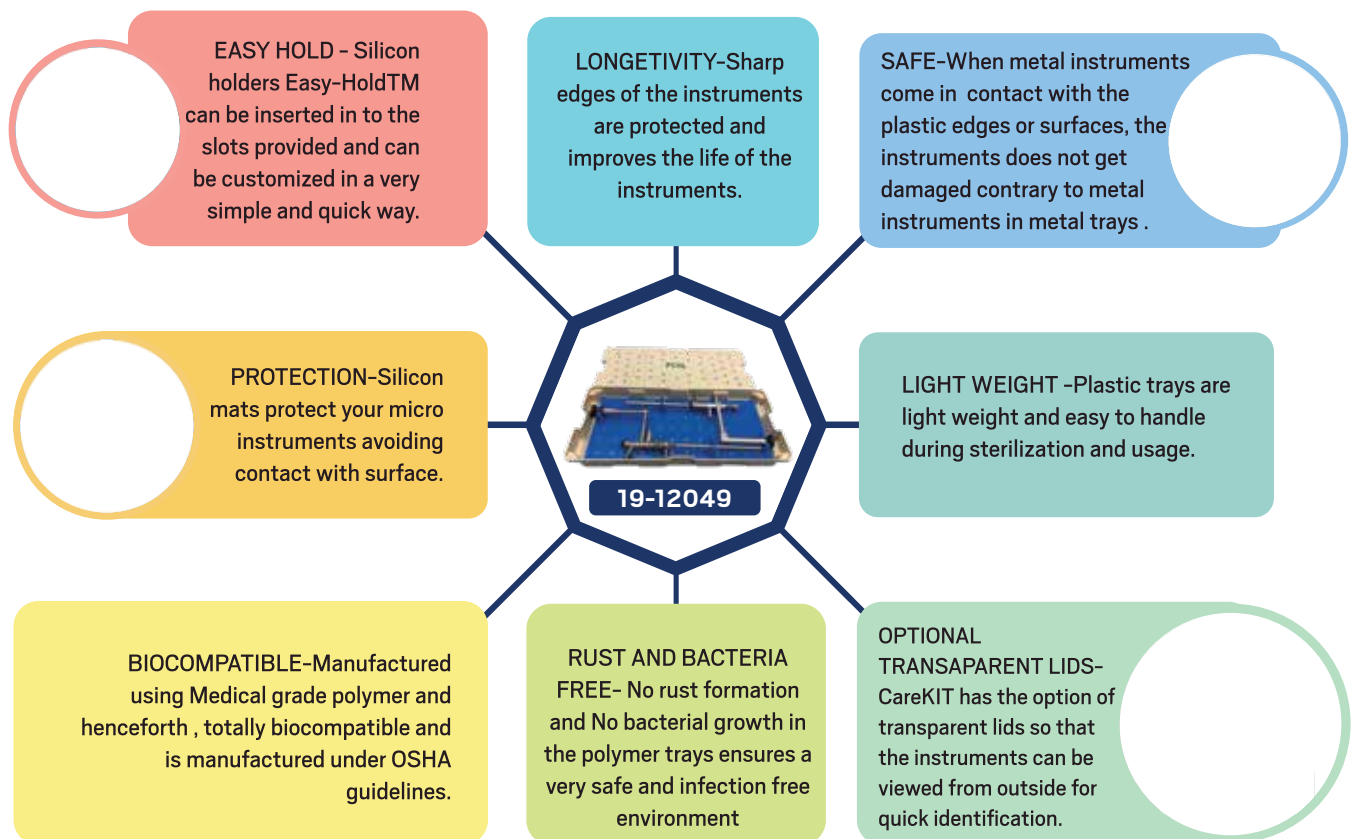 EASY HOLD - Silicon
holders Easy-HoldTM
can be inserted in to the
slots provided and can
be customized in a very
simple and quick way.
LONGETIVITY-Sharp
edges of the instruments
are protected and
improves the life of the
instruments.
SAFE-When metal instruments
come in contact with the
plastic edges or surfaces, the
instruments does not get
damaged contrary to metal
instruments in metal trays .
PROTECTION-Silicon
mats protect your micro
instruments avoiding
contact with surface.
19-12049
LIGHT WEIGHT -Plastic trays are
light weight and easy to handle
during sterilization and usage.
BIOCOMPATIBLE-Manufactured
using Medical grade polymer and
henceforth , totally biocompatible and
is manufactured under OSHA
guidelines.
RUST AND BACTERIA
FREE- No rust formation
and No bacterial growth in
the polymer trays ensures a
very safe and infection free
environment
OPTIONAL
TRANSAPARENT LIDS-
CareKIT has the option of
transparent lids so that
the instruments can be
viewed from outside for
quick identification.